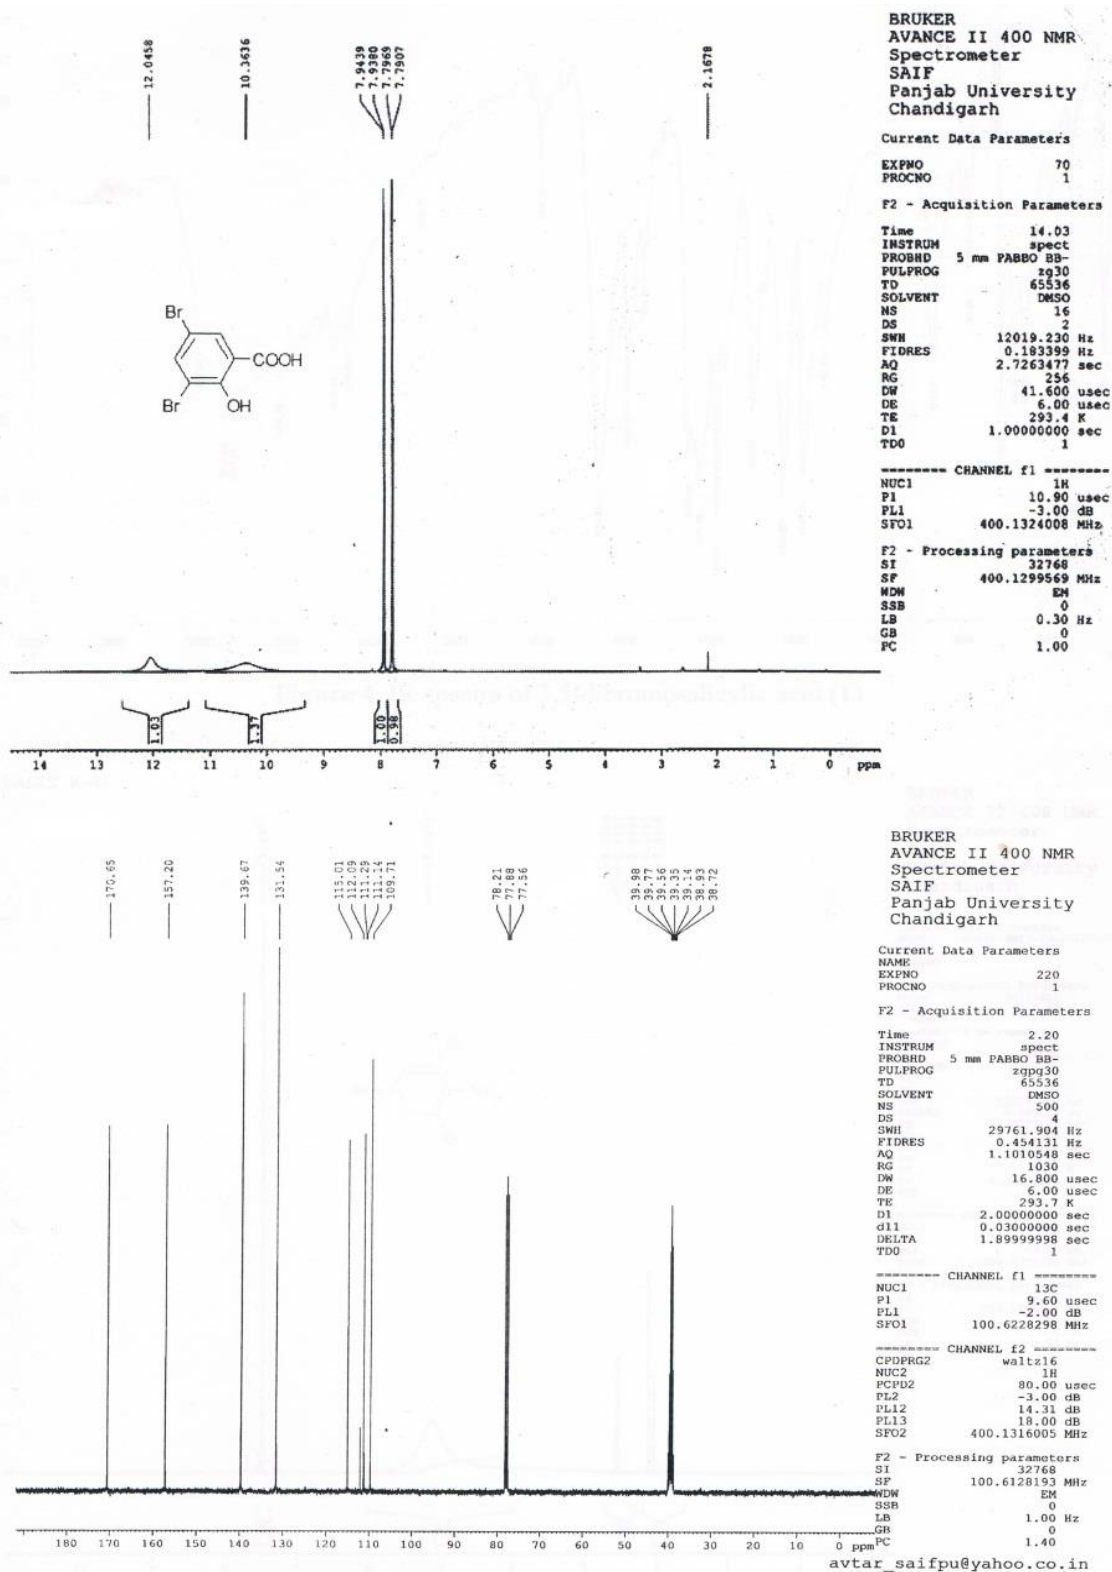 12.0458
10.3636
7.9439
7.9380
7.7969
7.7907
2.1678
BRUKER
AVANCE II 400 NMR
Spectrometer
SAIF
Panjab University
Chandigarh
Current Data Parameters
EXPNO 70
PROCNO 1
F2 - Acquisition Parameters
Time 14.03
INSTRUM spect
PROBHD 5 mm PABBO BB-
PULPROG zg30
TD 65536
SOLVENT DMSO
NS 16
DS 2
SWH 12019.230 Hz
FIDRES 0.183399 Hz
AQ 2.7263477 sec
RG 256
DW 41.600 usec
DE 6.00 usec
TE 293.4 K
D1 1.00000000 sec
TD0 1
======== CHANNEL f1 ========
NUC1 1H
P1 10.90 usec
PL1 -3.00 dB
SFO1 400.1324008 MHz
F2 - Processing parameters
SI 32768
SF 400.1299569 MHz
WDW EM
SSB 0
LB 0.30 Hz
GB 0
PC 1.00
Br
COOH
Br
OH
1.03
1.37
1.00
0.98
14 13 12 11 10 9 8 7 6 5 4 3 2 1 0 ppm
170.65
157.20
139.67
131.54
115.01
112.09
111.29
111.14
109.71
78.21
77.88
77.56
39.98
39.77
39.56
39.35
39.14
38.93
38.72
BRUKER
AVANCE II 400 NMR
Spectrometer
SAIF
Panjab University
Chandigarh
Current Data Parameters
NAME
EXPNO 220
PROCNO 1
F2 - Acquisition Parameters
Time 2.20
INSTRUM spect
PROBHD 5 mm PABBO BB-
PULPROG zgpg30
TD 65536
SOLVENT DMSO
NS 500
DS 4
SWH 29761.904 Hz
FIDRES 0.454131 Hz
AQ 1.1010548 sec
RG 1030
DW 16.800 usec
DE 6.00 usec
TE 293.7 K
D1 2.00000000 sec
d11 0.03000000 sec
DELTA 1.89999998 sec
TD0 1
======== CHANNEL f1 ========
NUC1 13C
P1 9.60 usec
PL1 -2.00 dB
SFO1 100.6228298 MHz
======== CHANNEL f2 ========
CPDPRG2 waltz16
NUC2 1H
PCPD2 80.00 usec
PL2 -3.00 dB
PL12 14.31 dB
PL13 18.00 dB
SFO2 400.1316005 MHz
F2 - Processing parameters
SI 32768
SF 100.6128193 MHz
WDW EM
SSB 0
LB 1.00 Hz
GB 0
PC 1.40
180 170 160 150 140 130 120 110 100 90 80 70 60 50 40 30 20 10 0 ppm
avtar_saifpu@yahoo.co.in